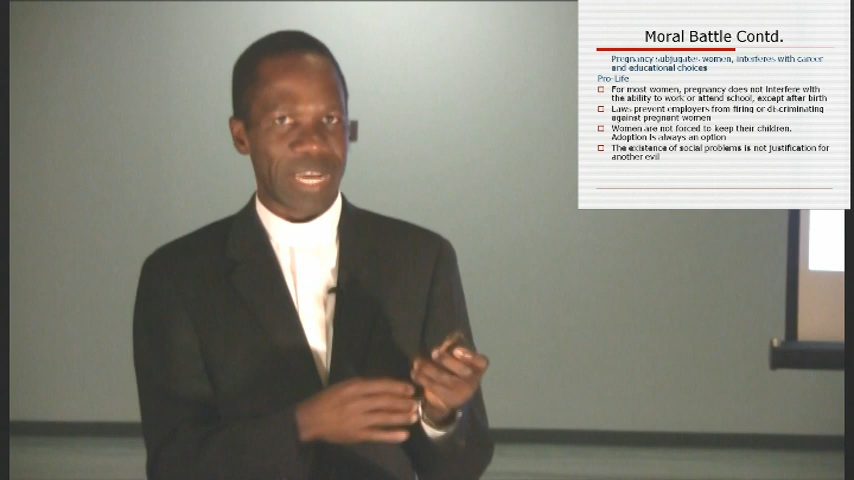 Moral Battle Contd.
Pregnancy subjugates women, interferes with career
and educational choices
Pro-Life
For most women, pregnancy does not interfere with
the ability to work or attend school, except after birth
Laws prevent employers from firing or discriminating
against pregnant women
Women are not forced to keep their children.
Adoption is always an option
The existence of social problems is not justification for
another evil